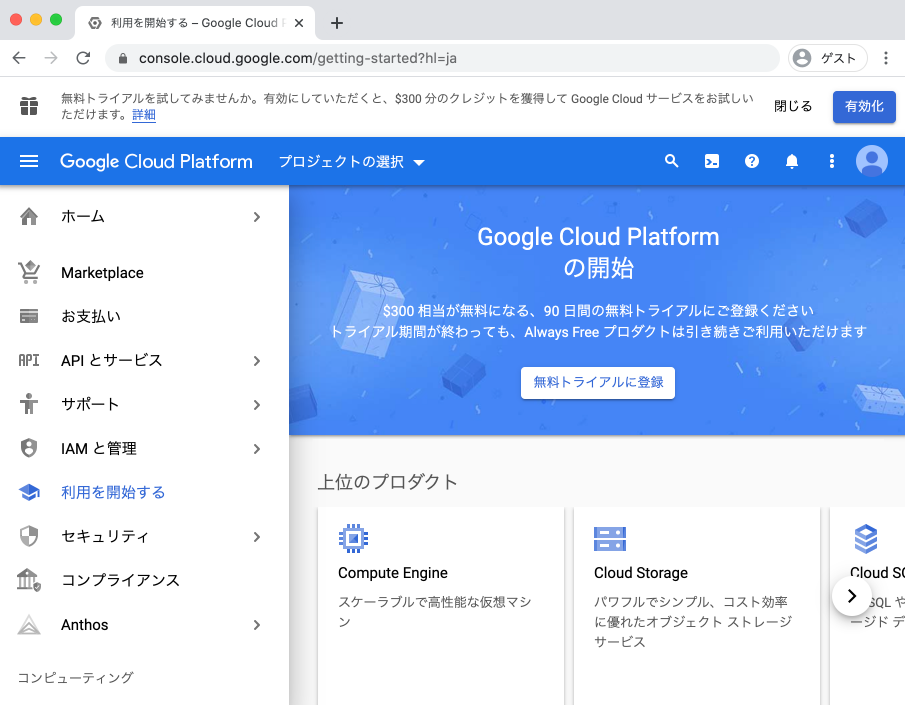 利用を開始する – Google Cloud P
console.cloud.google.com/getting-started?hl=ja
ゲスト
無料トライアルを試してみませんか。有効にしていただくと、$300 分のクレジットを獲得して Google Cloud サービスをお試しい
ただけます。詳細
閉じる
有効化
Google Cloud Platform
プロジェクトの選択
ホーム
Marketplace
お支払い
API
API とサービス
サポート
IAM と管理
利用を開始する
セキュリティ
コンプライアンス
Anthos
コンピューティング
Google Cloud Platform
の開始
$300 相当が無料になる、90 日間の無料トライアルにご登録ください
トライアル期間が終わっても、Always Free プロダクトは引き続きご利用いただけます
無料トライアルに登録
上位のプロダクト
Compute Engine
スケーラブルで高性能な仮想マシ
ン
Cloud Storage
パワフルでシンプル、コスト効率
に優れたオブジェクト ストレージ
サービス
Cloud SQ
SQL や
ージド デ